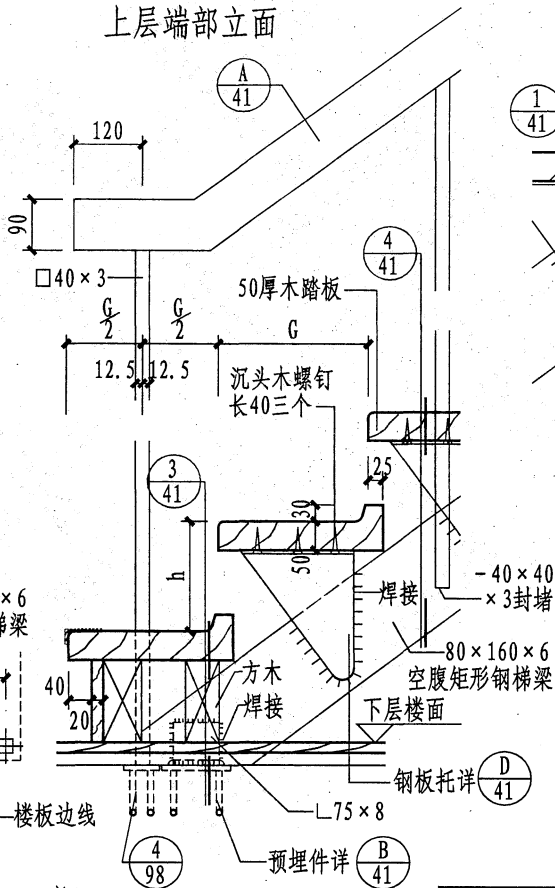 上层端部立面
A
41
1
41
120
90
4
41
□40×3
50厚木踏板
G
2
G
2
G
12.5
12.5
沉头木螺钉
长40三个
3
41
25
30
50
h
焊接
-40×40
×3封堵
×6
梯梁
80×160×6
空腹矩形钢梯梁
方木
40
20
焊接
下层楼面
钢板托详
D
41
楼板边线
∟75×8
4
98
预埋件详
B
41